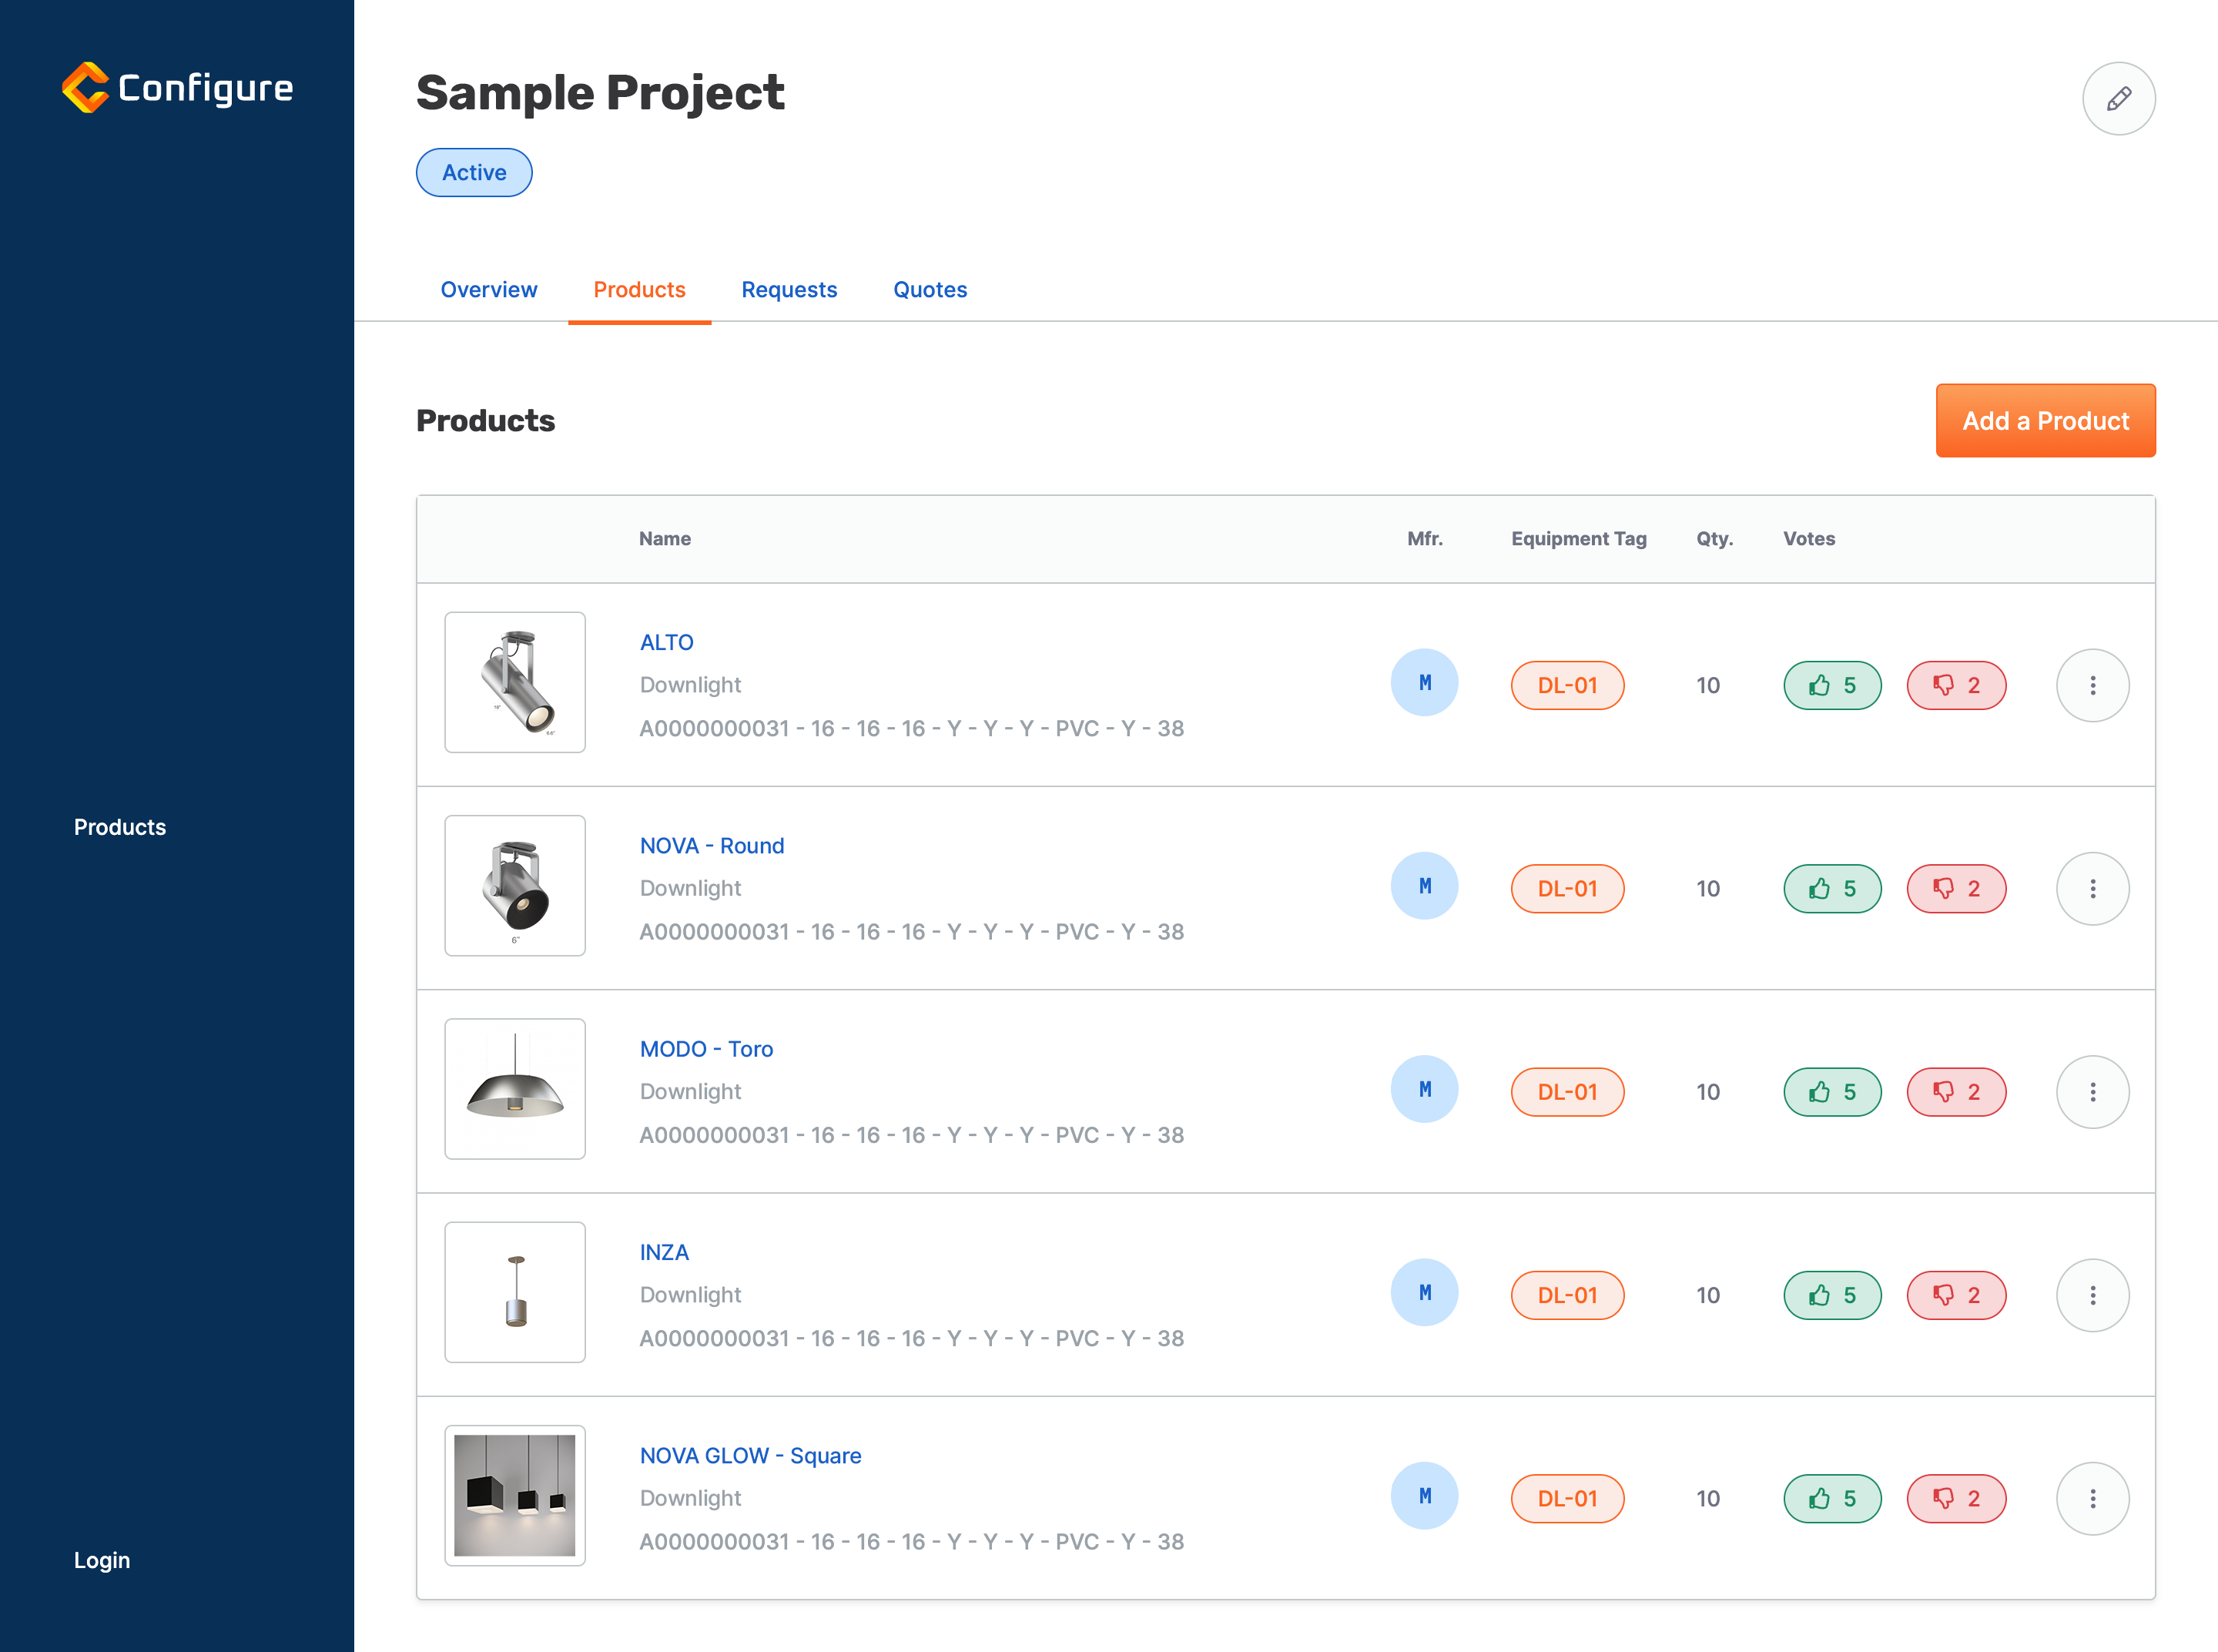 Configure
Sample Project
Active
Overview Products Requests Quotes
Products
Add a Product
Name Mfr. Equipment Tag Qty. Votes
ALTO
Downlight
A0000000031 - 16 - 16 - 16 - Y - Y - Y - PVC - Y - 38
M DL-01 10 5 2
NOVA - Round
Downlight
A0000000031 - 16 - 16 - 16 - Y - Y - Y - PVC - Y - 38
6"
M DL-01 10 5 2
Products
MODO - Toro
Downlight
A0000000031 - 16 - 16 - 16 - Y - Y - Y - PVC - Y - 38
M DL-01 10 5 2
INZA
Downlight
A0000000031 - 16 - 16 - 16 - Y - Y - Y - PVC - Y - 38
M DL-01 10 5 2
NOVA GLOW - Square
Downlight
A0000000031 - 16 - 16 - 16 - Y - Y - Y - PVC - Y - 38
M DL-01 10 5 2
Login